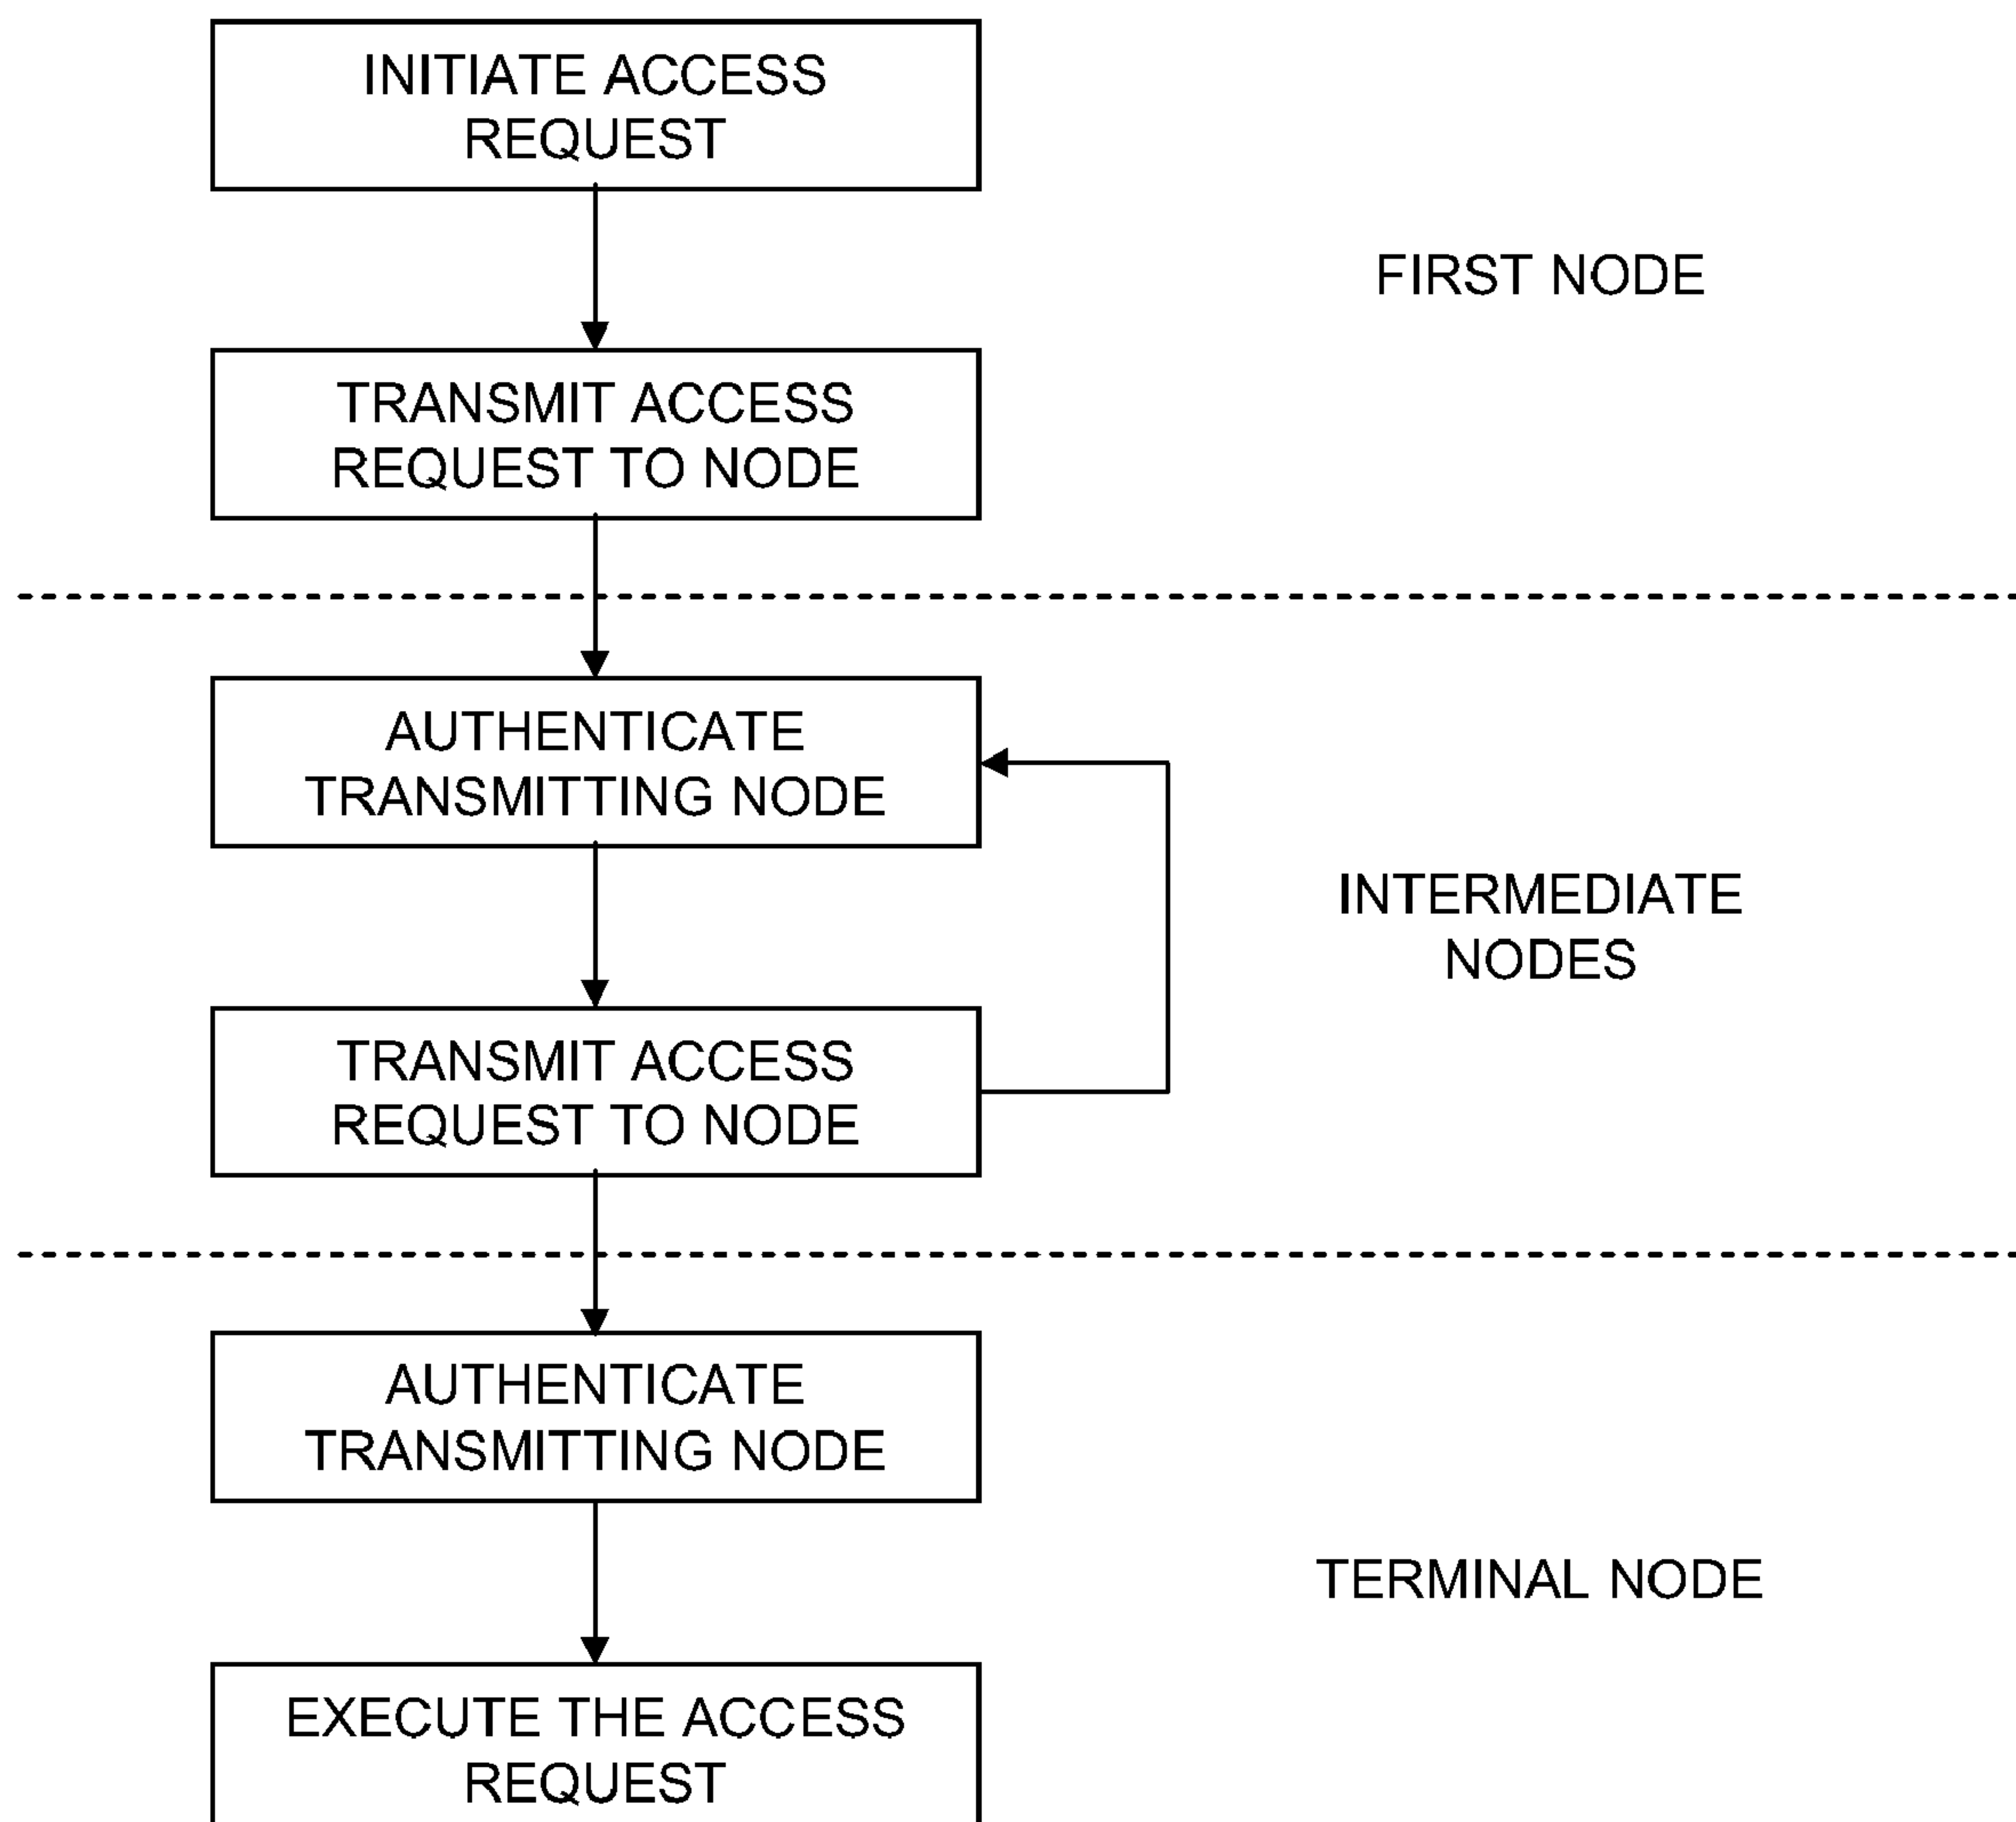 INITIATE ACCESS
REQUEST
FIRST NODE
TRANSMIT ACCESS
REQUEST TO NODE
AUTHENTICATE
TRANSMITTING NODE
INTERMEDIATE
NODES
TRANSMIT ACCESS
REQUEST TO NODE
AUTHENTICATE
TRANSMITTING NODE
TERMINAL NODE
EXECUTE THE ACCESS
REQUEST